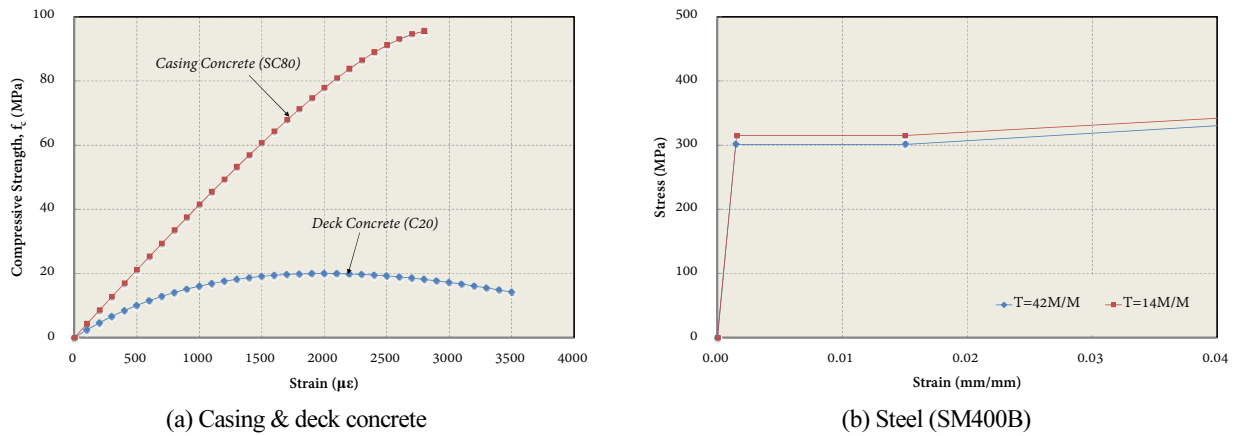 100
80
60
40
20
0
Compressive Strength, f_c (MPa)
Casing Concrete (SC80)
Deck Concrete (C20)
0 500 1000 1500 2000 2500 3000 3500 4000
Strain (µε)
(a) Casing & deck concrete
500
400
300
200
100
0
Stress (MPa)
T=42M/M T=14M/M
0.00 0.01 0.02 0.03 0.04
Strain (mm/mm)
(b) Steel (SM400B)